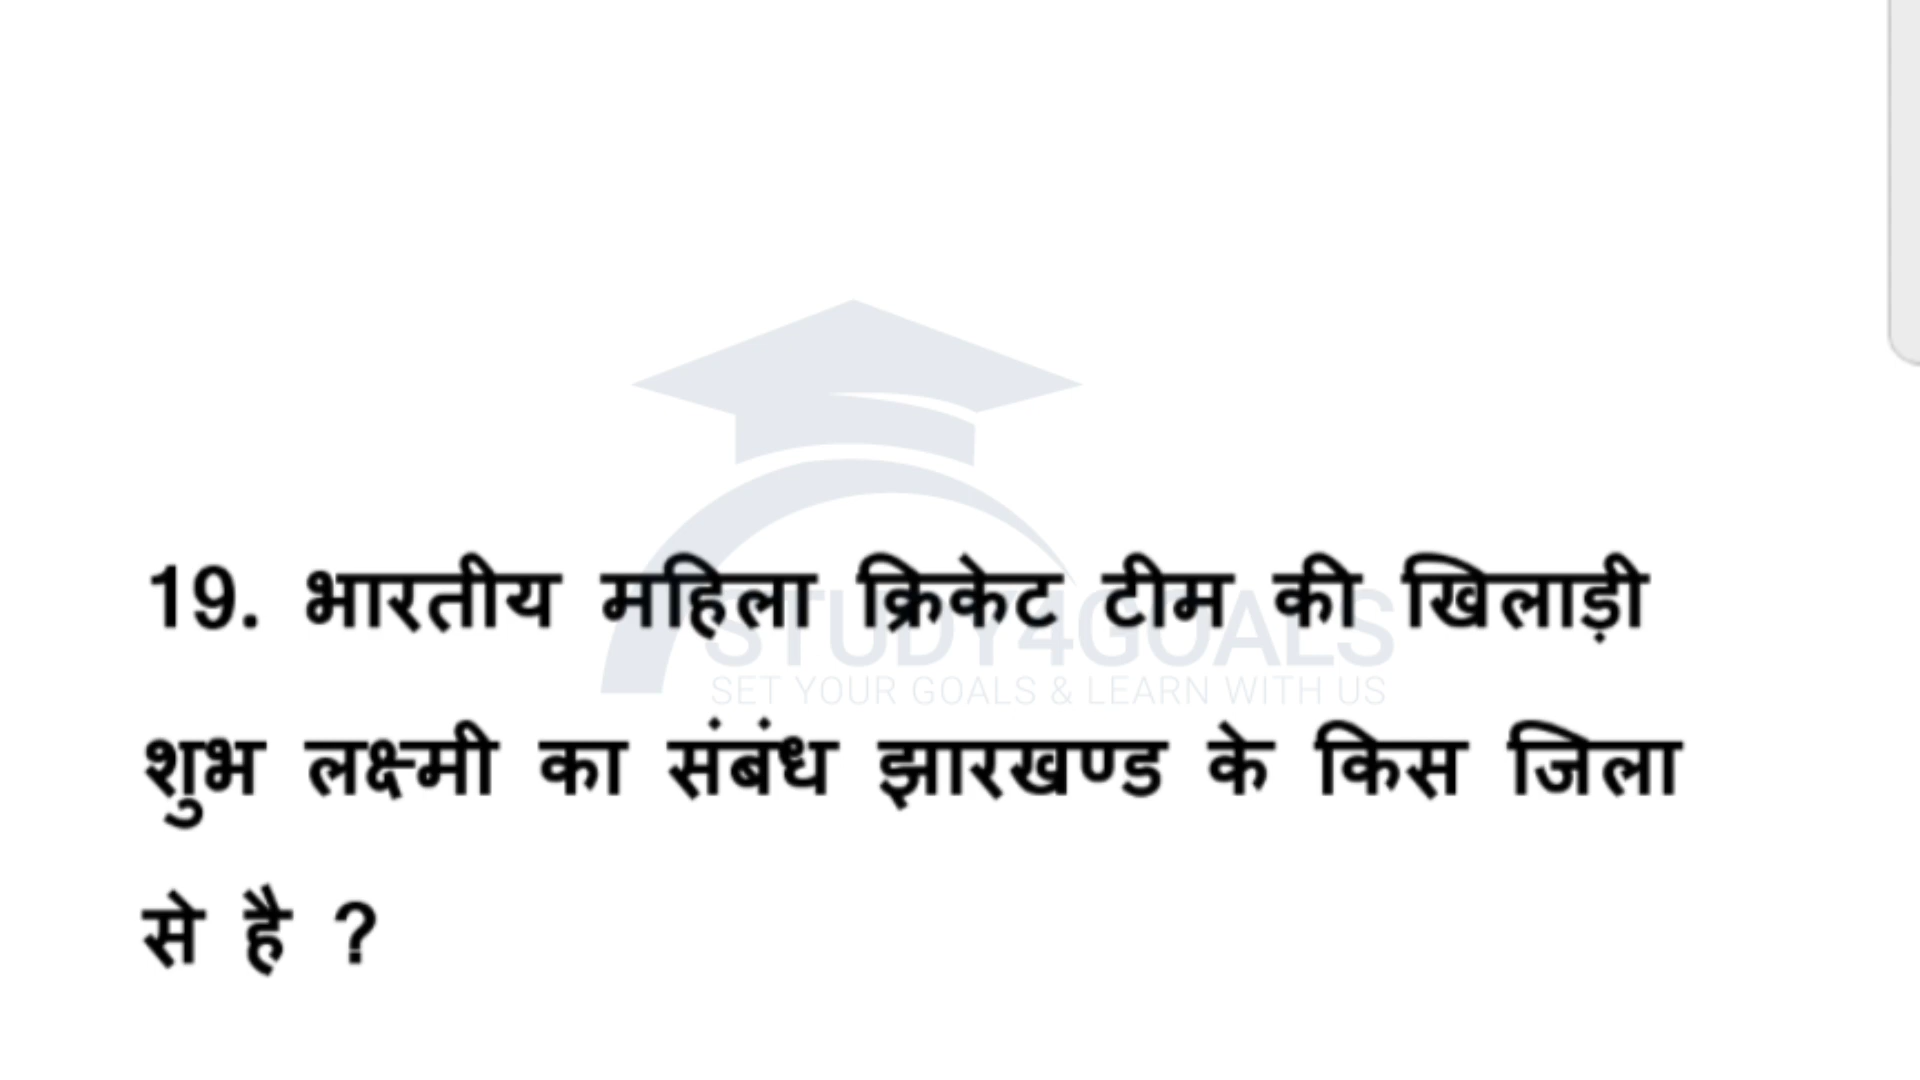 STUDY4GOALS
SET YOUR GOALS & LEARN WITH US
19. भारतीय महिला क्रिकेट टीम की खिलाड़ी
शुभ लक्ष्मी का संबंध झारखण्ड के किस जिला
से है ?